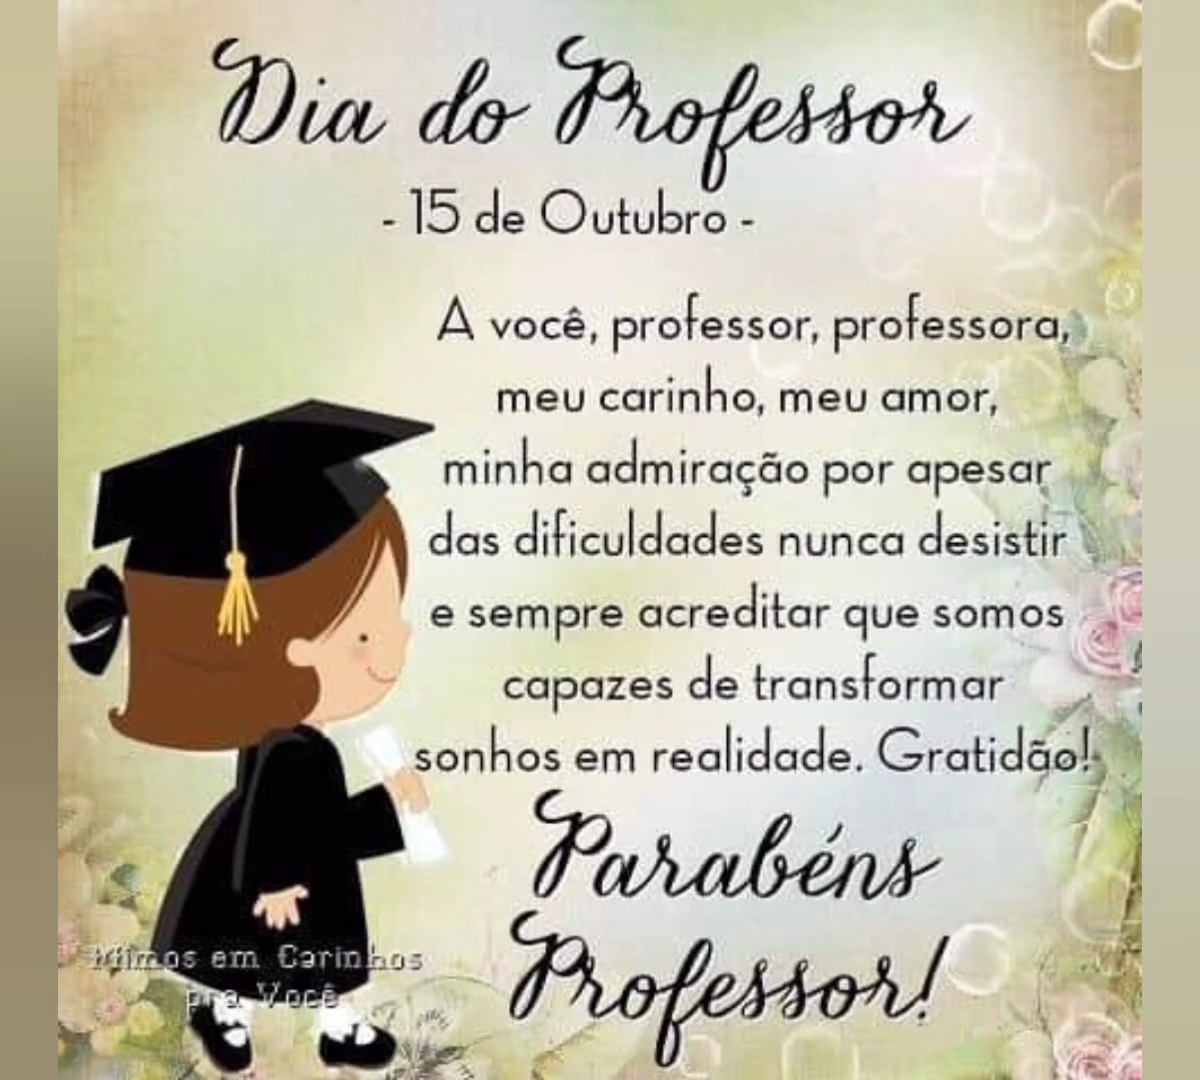 Dia do Professor
- 15 de Outubro -
A você, professor, professora,
meu carinho, meu amor,
minha admiração por apesar
das dificuldades nunca desistir
e sempre acreditar que somos
capazes de transformar
sonhos em realidade. Gratidão!
Parabéns
Professor!
Mimos em Carinhos
pra Você